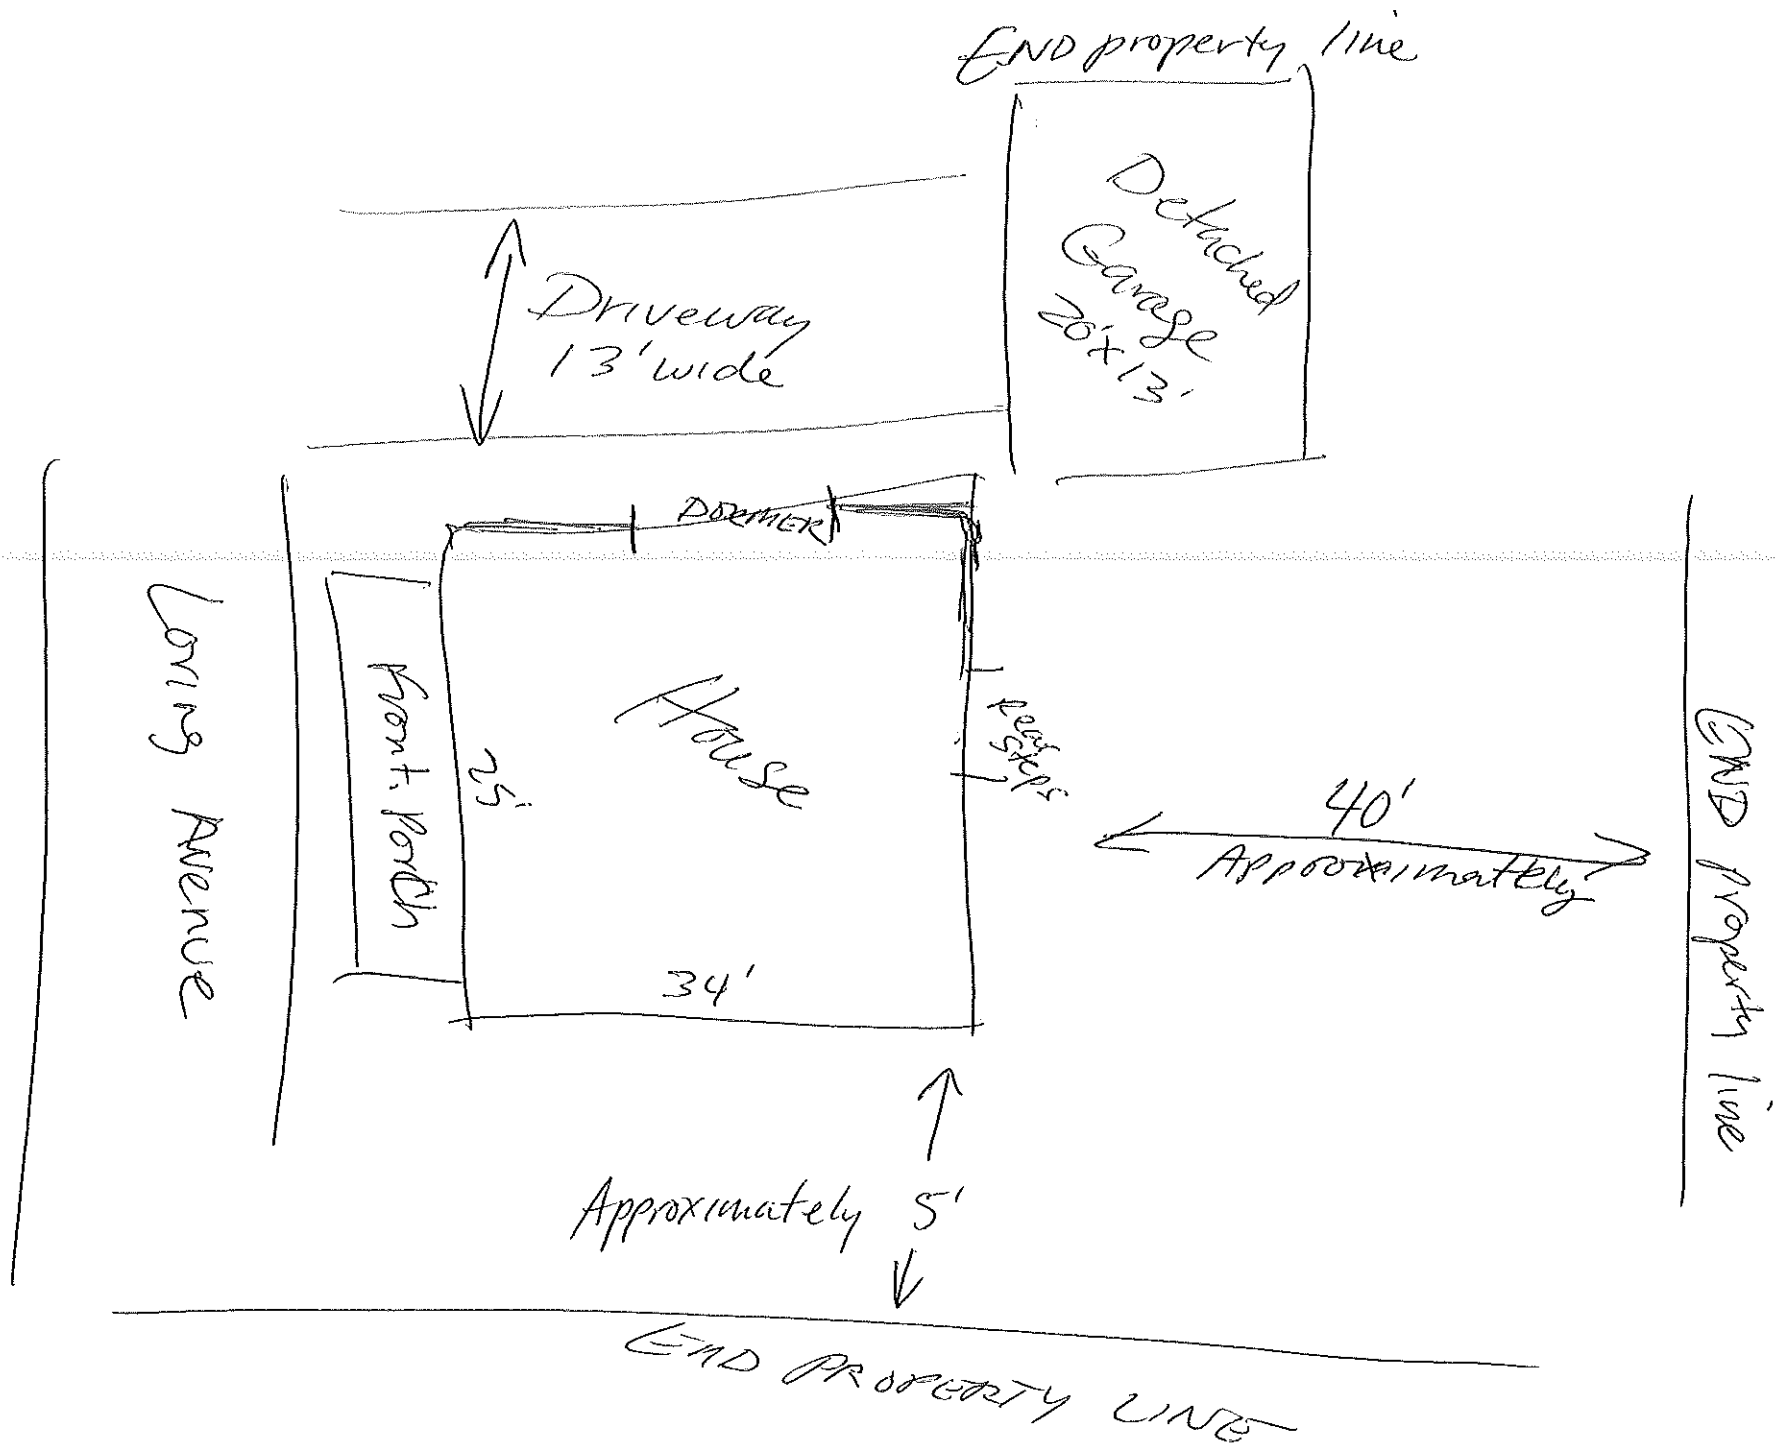 END property line
Detached
Garage
20'x13'
Driveway
13' wide
DORMER
Loving Avenue
Front. Porch
25'
House
Rear
Steps
40'
Approximately
END property line
34'
Approximately 5'
END PROPERTY LINE